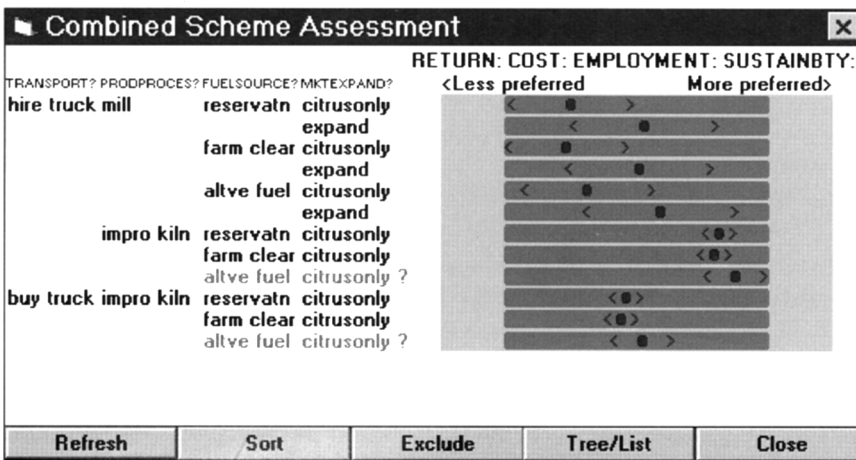 Combined Scheme Assessment
RETURN: COST: EMPLOYMENT: SUSTAINBTY:
TRANSPORT? PRODPROCES? FUELSOURCE? MKTEXPAND? <Less preferred More preferred>
hire truck mill reservatn citrusonly
expand
farm clear citrusonly
expand
altve fuel citrusonly
expand
impro kiln reservatn citrusonly
farm clear citrusonly
altve fuel citrusonly ?
buy truck impro kiln reservatn citrusonly
farm clear citrusonly
altve fuel citrusonly ?
Refresh Sort Exclude Tree/List Close